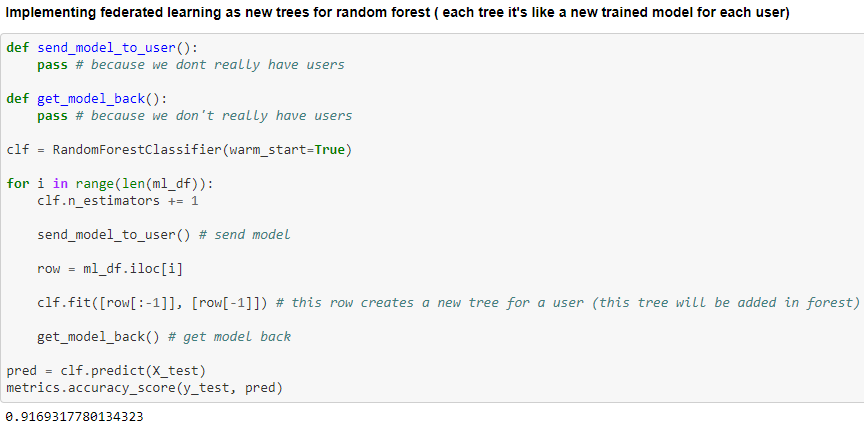 Implementing federated learning as new trees for random forest ( each tree it's like a new trained model for each user)
def send_model_to_user():
    pass # because we dont really have users
def get_model_back():
    pass # because we don't really have users
clf = RandomForestClassifier(warm_start=True)
for i in range(len(ml_df)):
    clf.n_estimators += 1
    send_model_to_user() # send model
    row = ml_df.iloc[i]
    clf.fit([row[:-1]], [row[-1]]) # this row creates a new tree for a user (this tree will be added in forest)
    get_model_back() # get model back
pred = clf.predict(X_test)
metrics.accuracy_score(y_test, pred)
0.9169317780134323